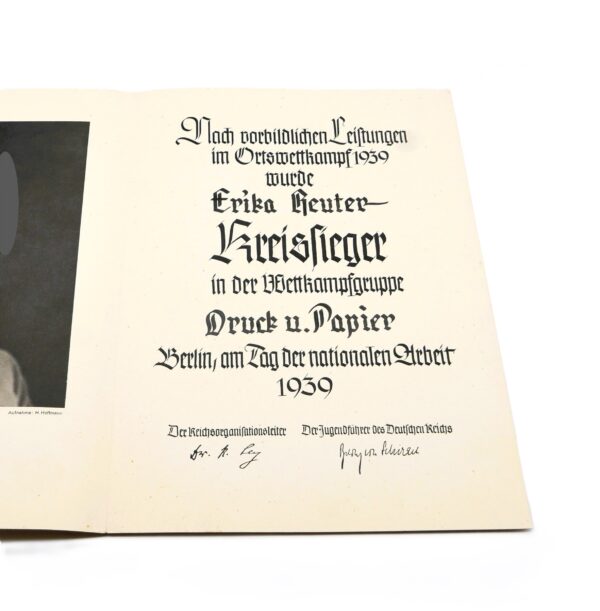 Nach vorbildlichen Leistungen
im Ortswettkampf 1939
wurde
Erika Reuter
Kreissieger
in der Wettkampfgruppe
Druck u. Papier
Berlin, am Tag der nationalen Arbeit
1939
Der Reichsorganisationsleiter Der Jugendführer des Deutschen Reichs
Dr. R. Ley
Aufnahme: H. Hoffmann